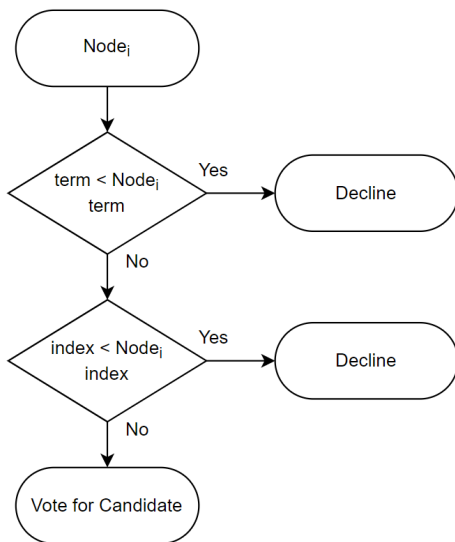 Node_i
term < Node_i
term
Yes
Decline
No
index < Node_i
index
Yes
Decline
No
Vote for Candidate